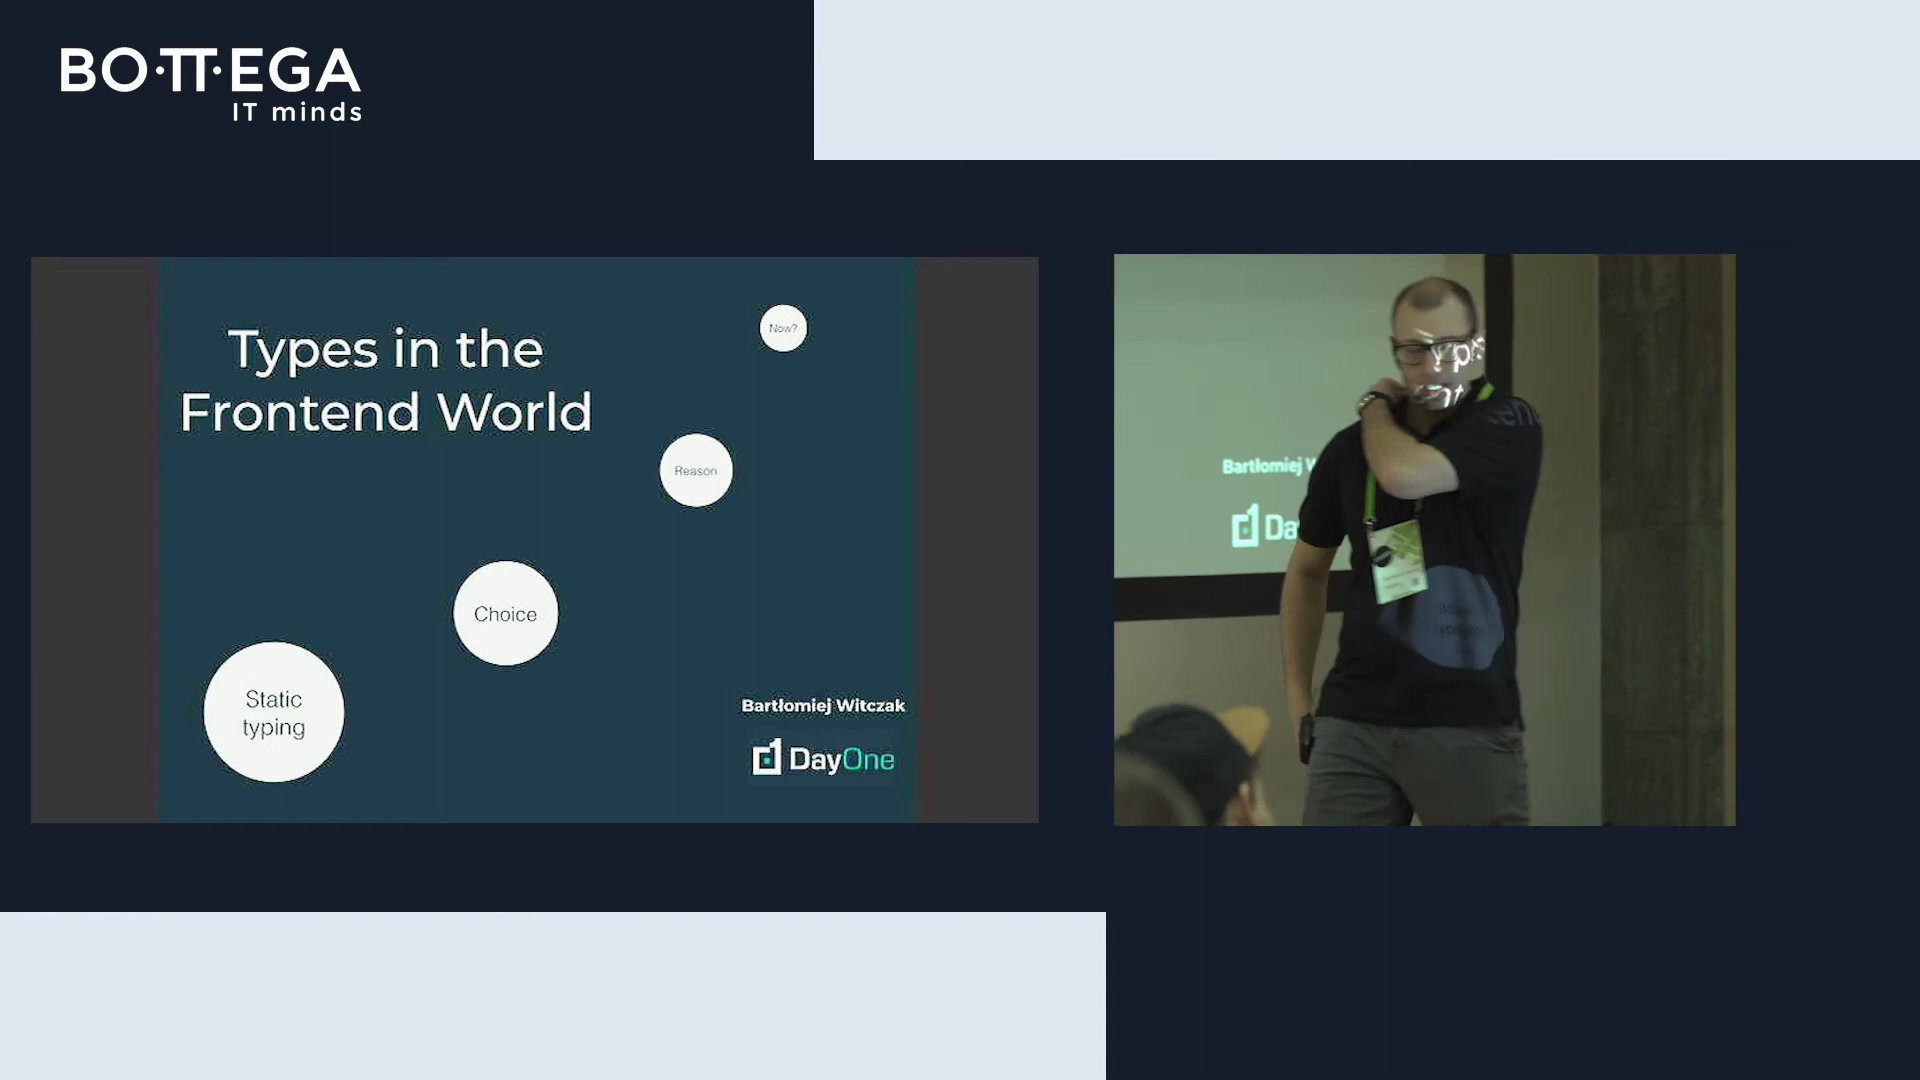 BO·TT·EGA
IT minds
Types in the
Frontend World
Now?
Reason
Choice
Static
typing
Bartłomiej Witczak
DayOne
Bartłomiej W
Da